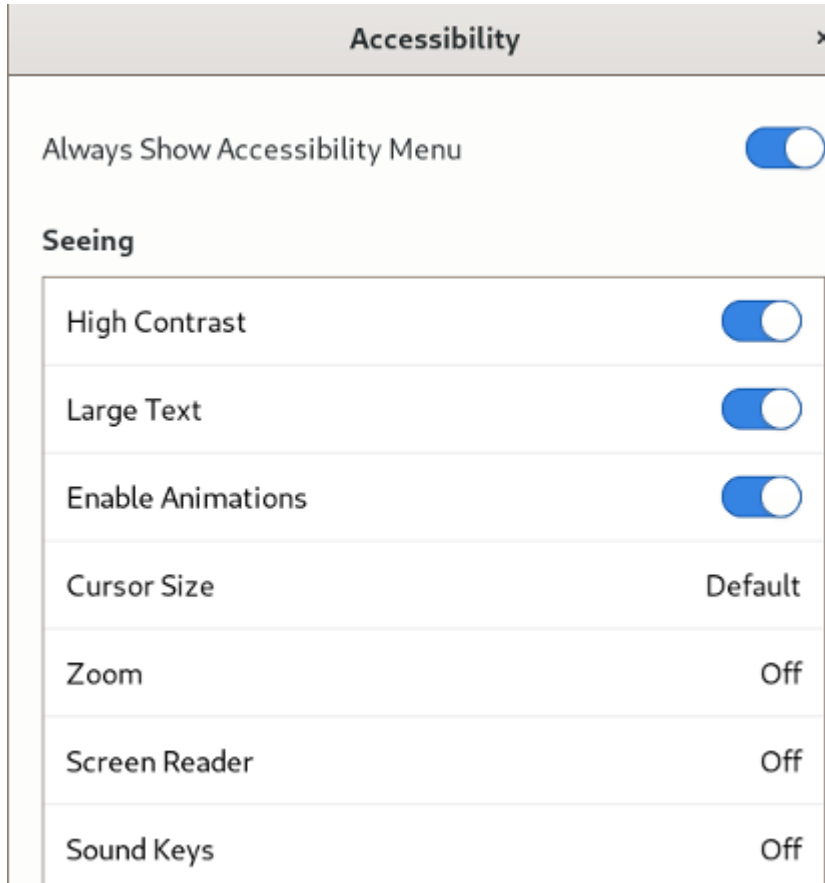 Accessibility
Always Show Accessibility Menu
Seeing
High Contrast
Large Text
Enable Animations
Cursor Size Default
Zoom Off
Screen Reader Off
Sound Keys Off